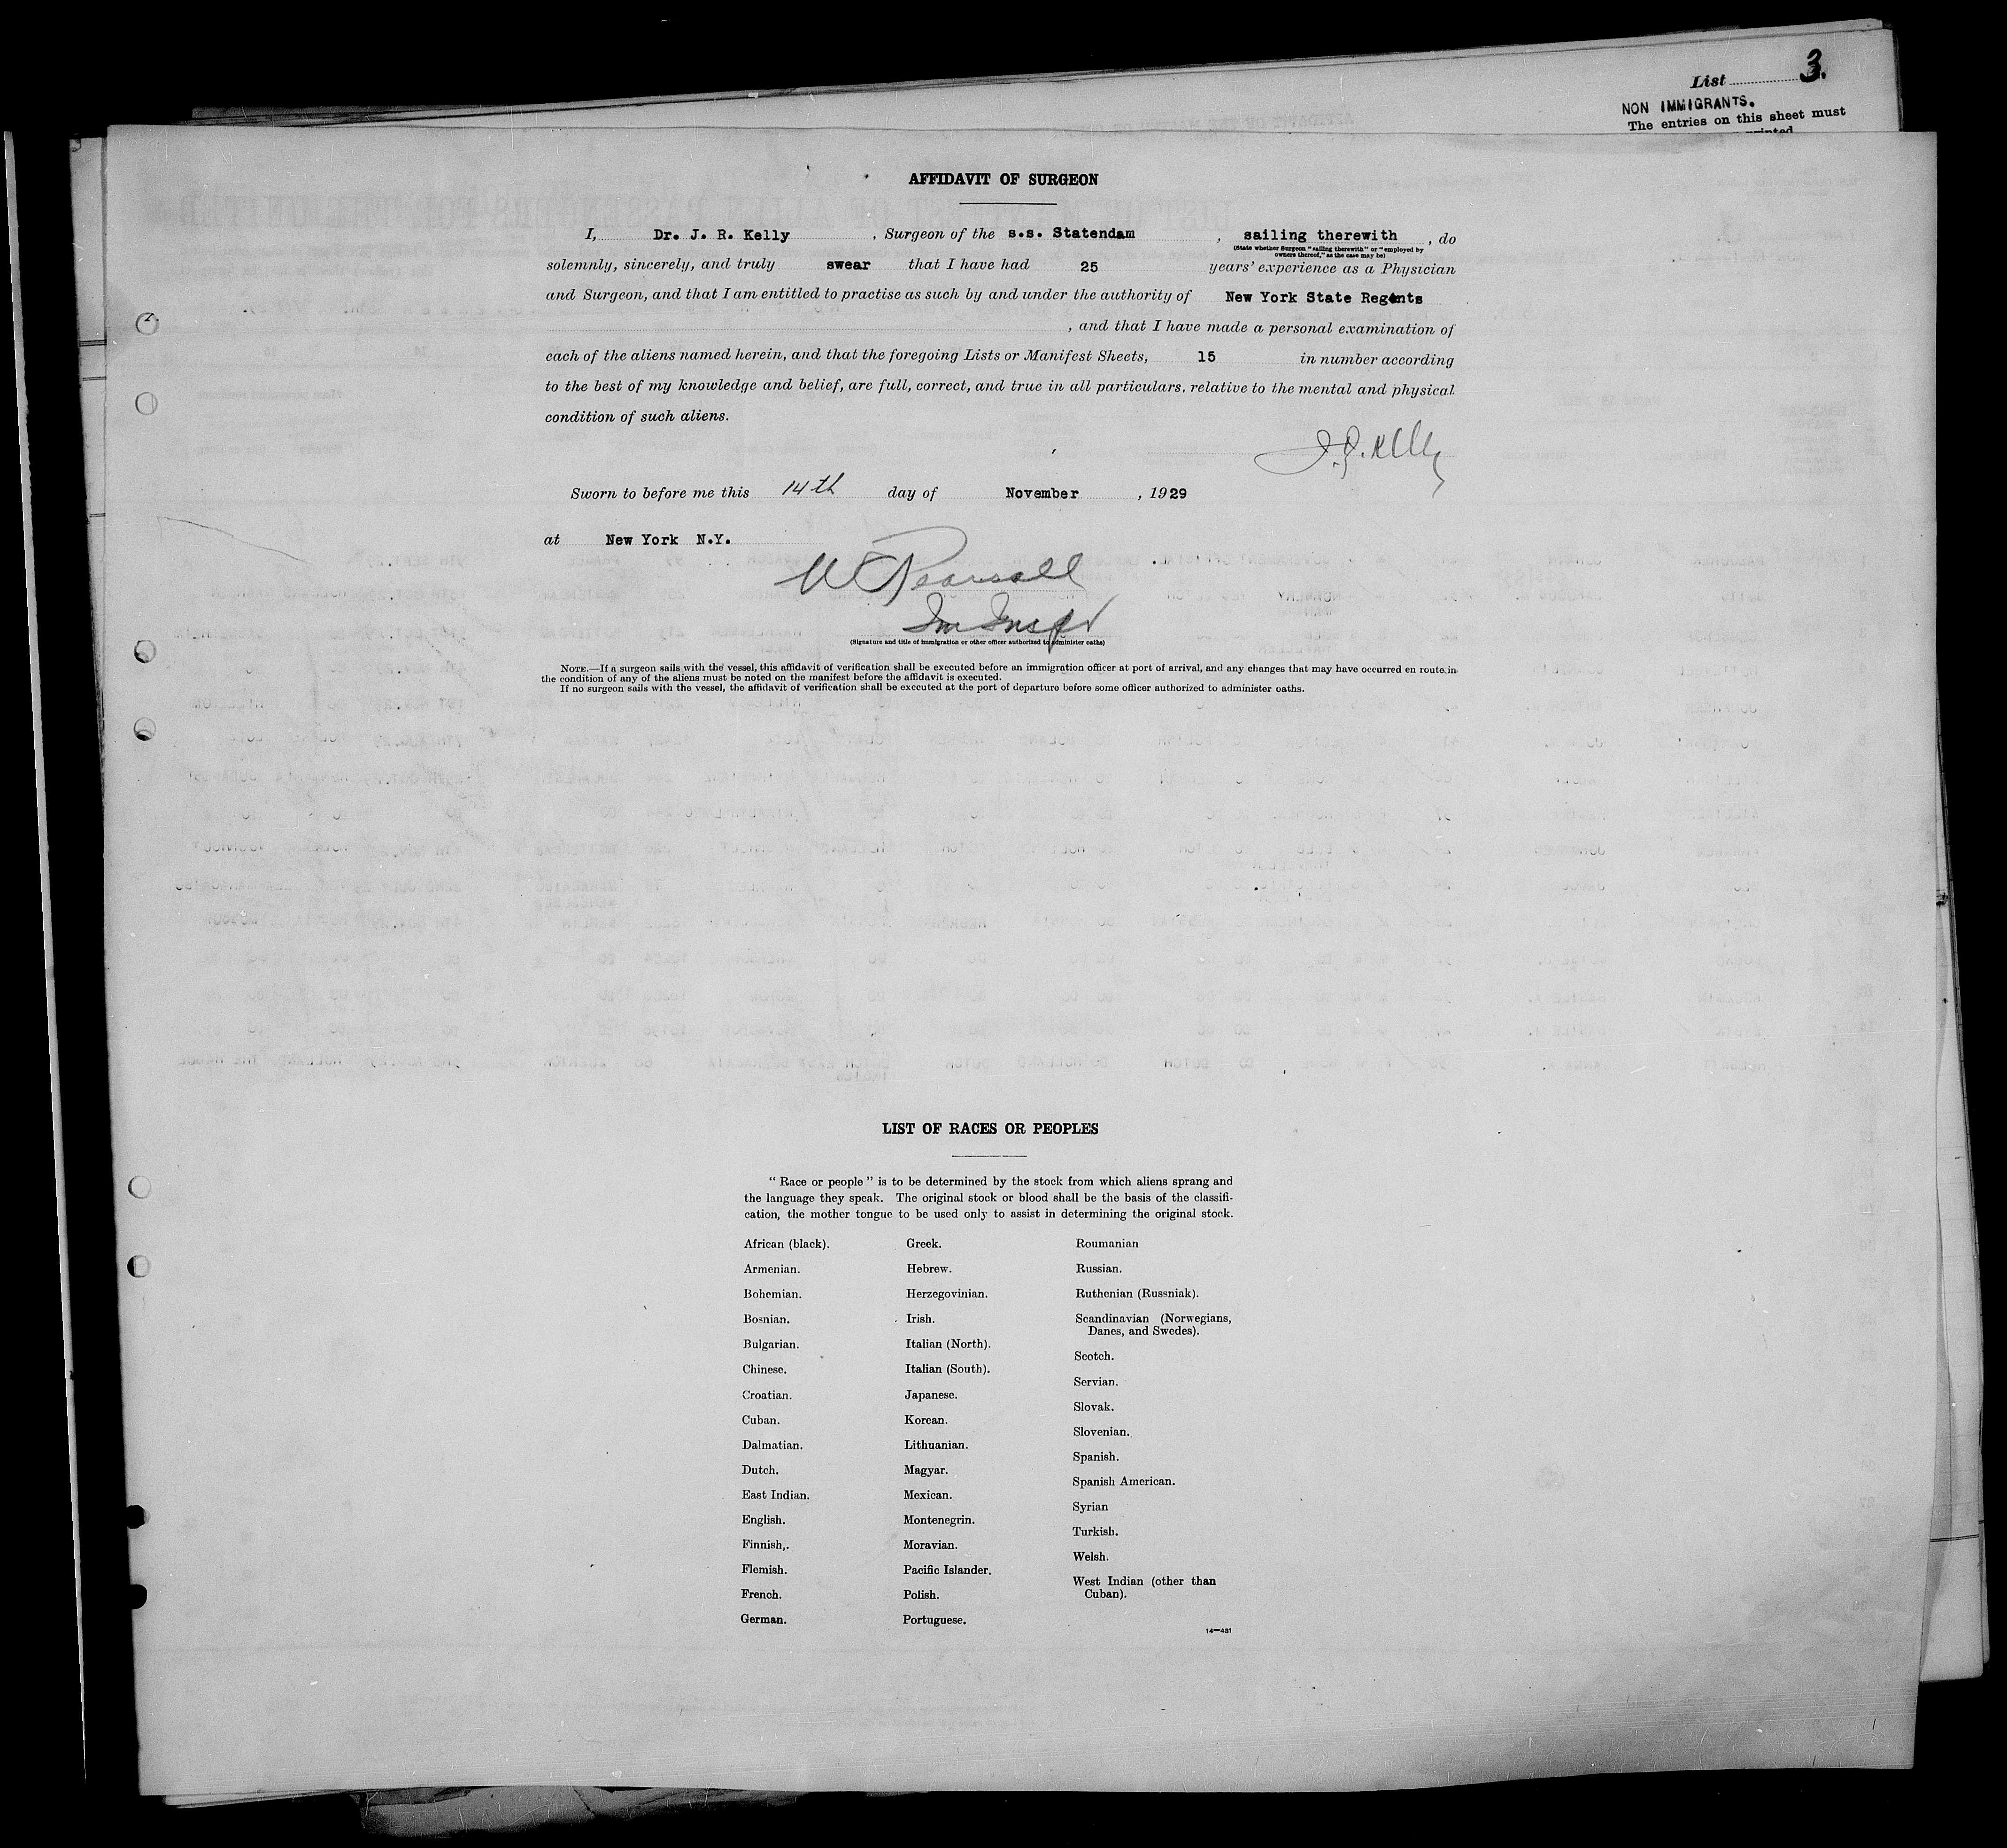 List 3.
NON IMMIGRANTS.
The entries on this sheet must
AFFIDAVIT OF SURGEON
I, Dr. J. R. Kelly , Surgeon of the s.s. Statendam , sailing therewith , do
(State whether Surgeon "sailing therewith" or "employed by
owners thereof," as the case may be)
solemnly, sincerely, and truly swear that I have had 25 years' experience as a Physician
and Surgeon, and that I am entitled to practise as such by and under the authority of New York State Regents
, and that I have made a personal examination of
each of the aliens named herein, and that the foregoing Lists or Manifest Sheets, 15 in number according
to the best of my knowledge and belief, are full, correct, and true in all particulars, relative to the mental and physical
condition of such aliens.
J. R. Kelly
Sworn to before me this 14th day of November , 1929
at New York N.Y.
W Pearsall
Im Inspr
(Signature and title of immigration or other officer authorized to administer oaths)
NOTE.—If a surgeon sails with the vessel, this affidavit of verification shall be executed before an immigration officer at port of arrival, and any changes that may have occurred en route in
the condition of any of the aliens must be noted on the manifest before the affidavit is executed.
If no surgeon sails with the vessel, the affidavit of verification shall be executed at the port of departure before some officer authorized to administer oaths.
LIST OF RACES OR PEOPLES
"Race or people" is to be determined by the stock from which aliens sprang and
the language they speak. The original stock or blood shall be the basis of the classifi-
cation, the mother tongue to be used only to assist in determining the original stock.
African (black).
Armenian.
Bohemian.
Bosnian.
Bulgarian.
Chinese.
Croatian.
Cuban.
Dalmatian.
Dutch.
East Indian.
English.
Finnish,.
Flemish.
French.
German.
Greek.
Hebrew.
Herzegovinian.
Irish.
Italian (North).
Italian (South).
Japanese.
Korean.
Lithuanian.
Magyar.
Mexican.
Montenegrin.
Moravian.
Pacific Islander.
Polish.
Portuguese.
Roumanian
Russian.
Ruthenian (Russniak).
Scandinavian (Norwegians,
Danes, and Swedes).
Scotch.
Servian.
Slovak.
Slovenian.
Spanish.
Spanish American.
Syrian
Turkish.
Welsh.
West Indian (other than
Cuban).
14—431